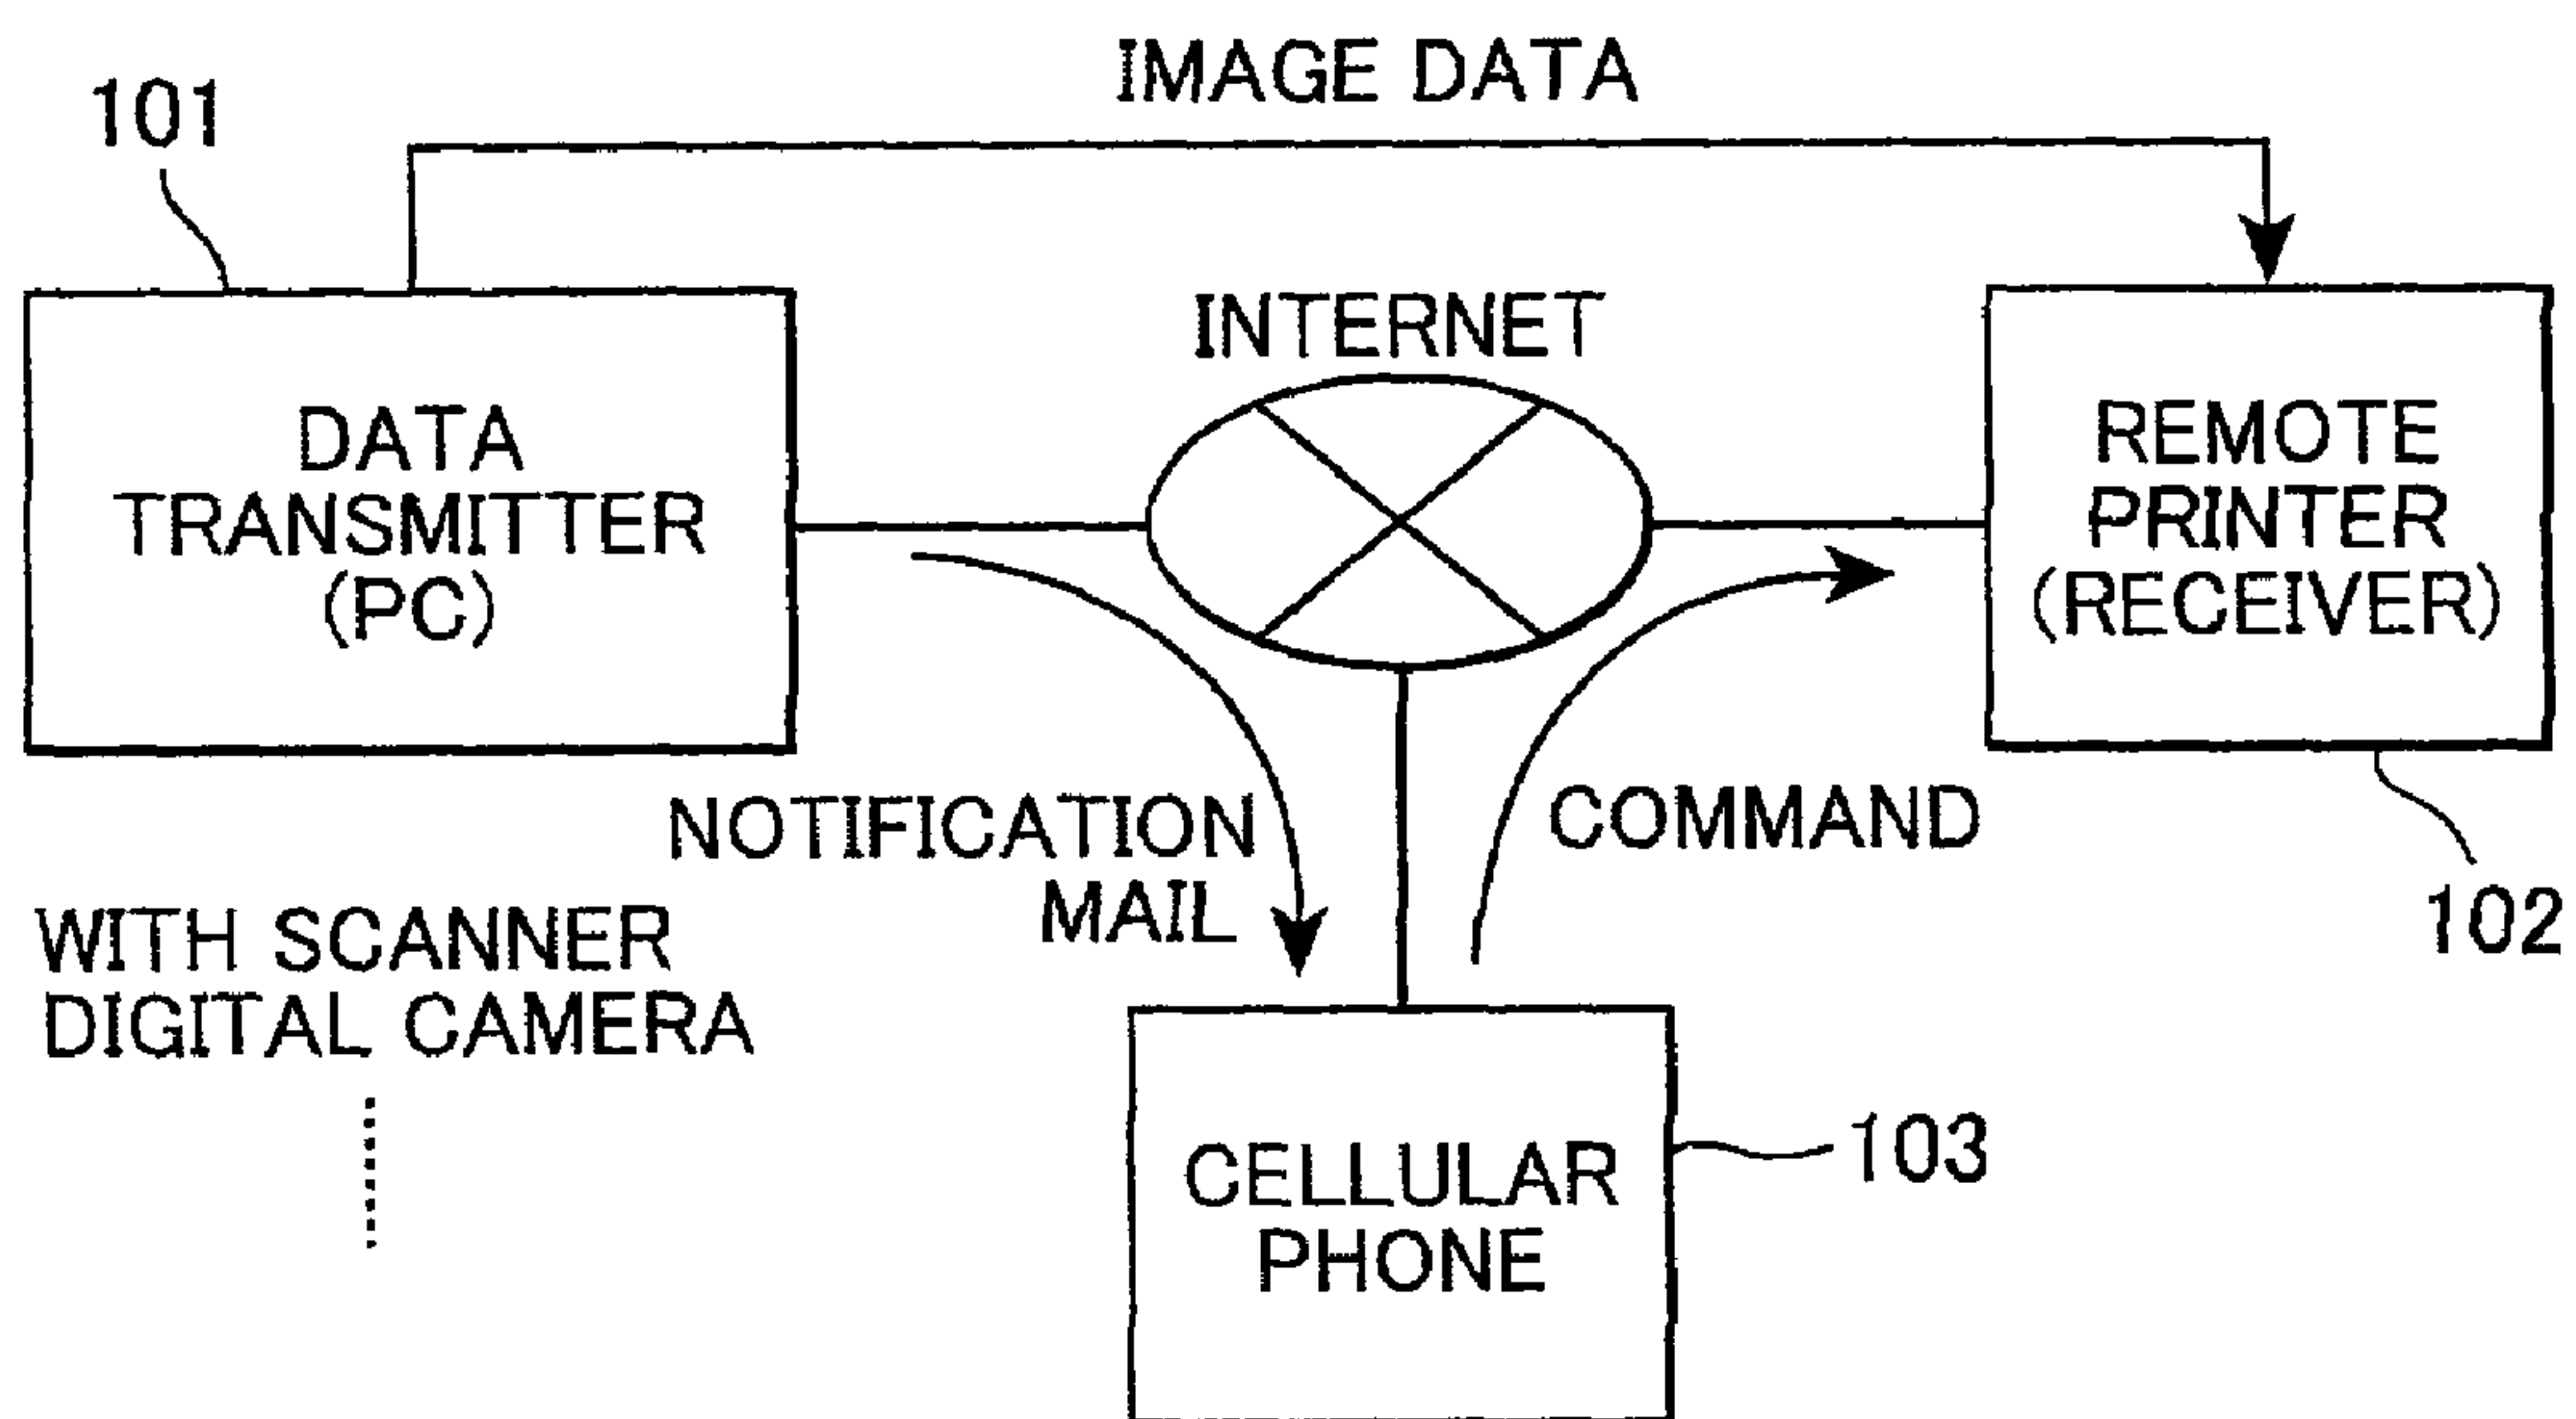 IMAGE DATA
101
INTERNET
DATA
TRANSMITTER
(PC)
REMOTE
PRINTER
(RECEIVER)
NOTIFICATION
MAIL
COMMAND
102
WITH SCANNER
DIGITAL CAMERA
CELLULAR
PHONE
103